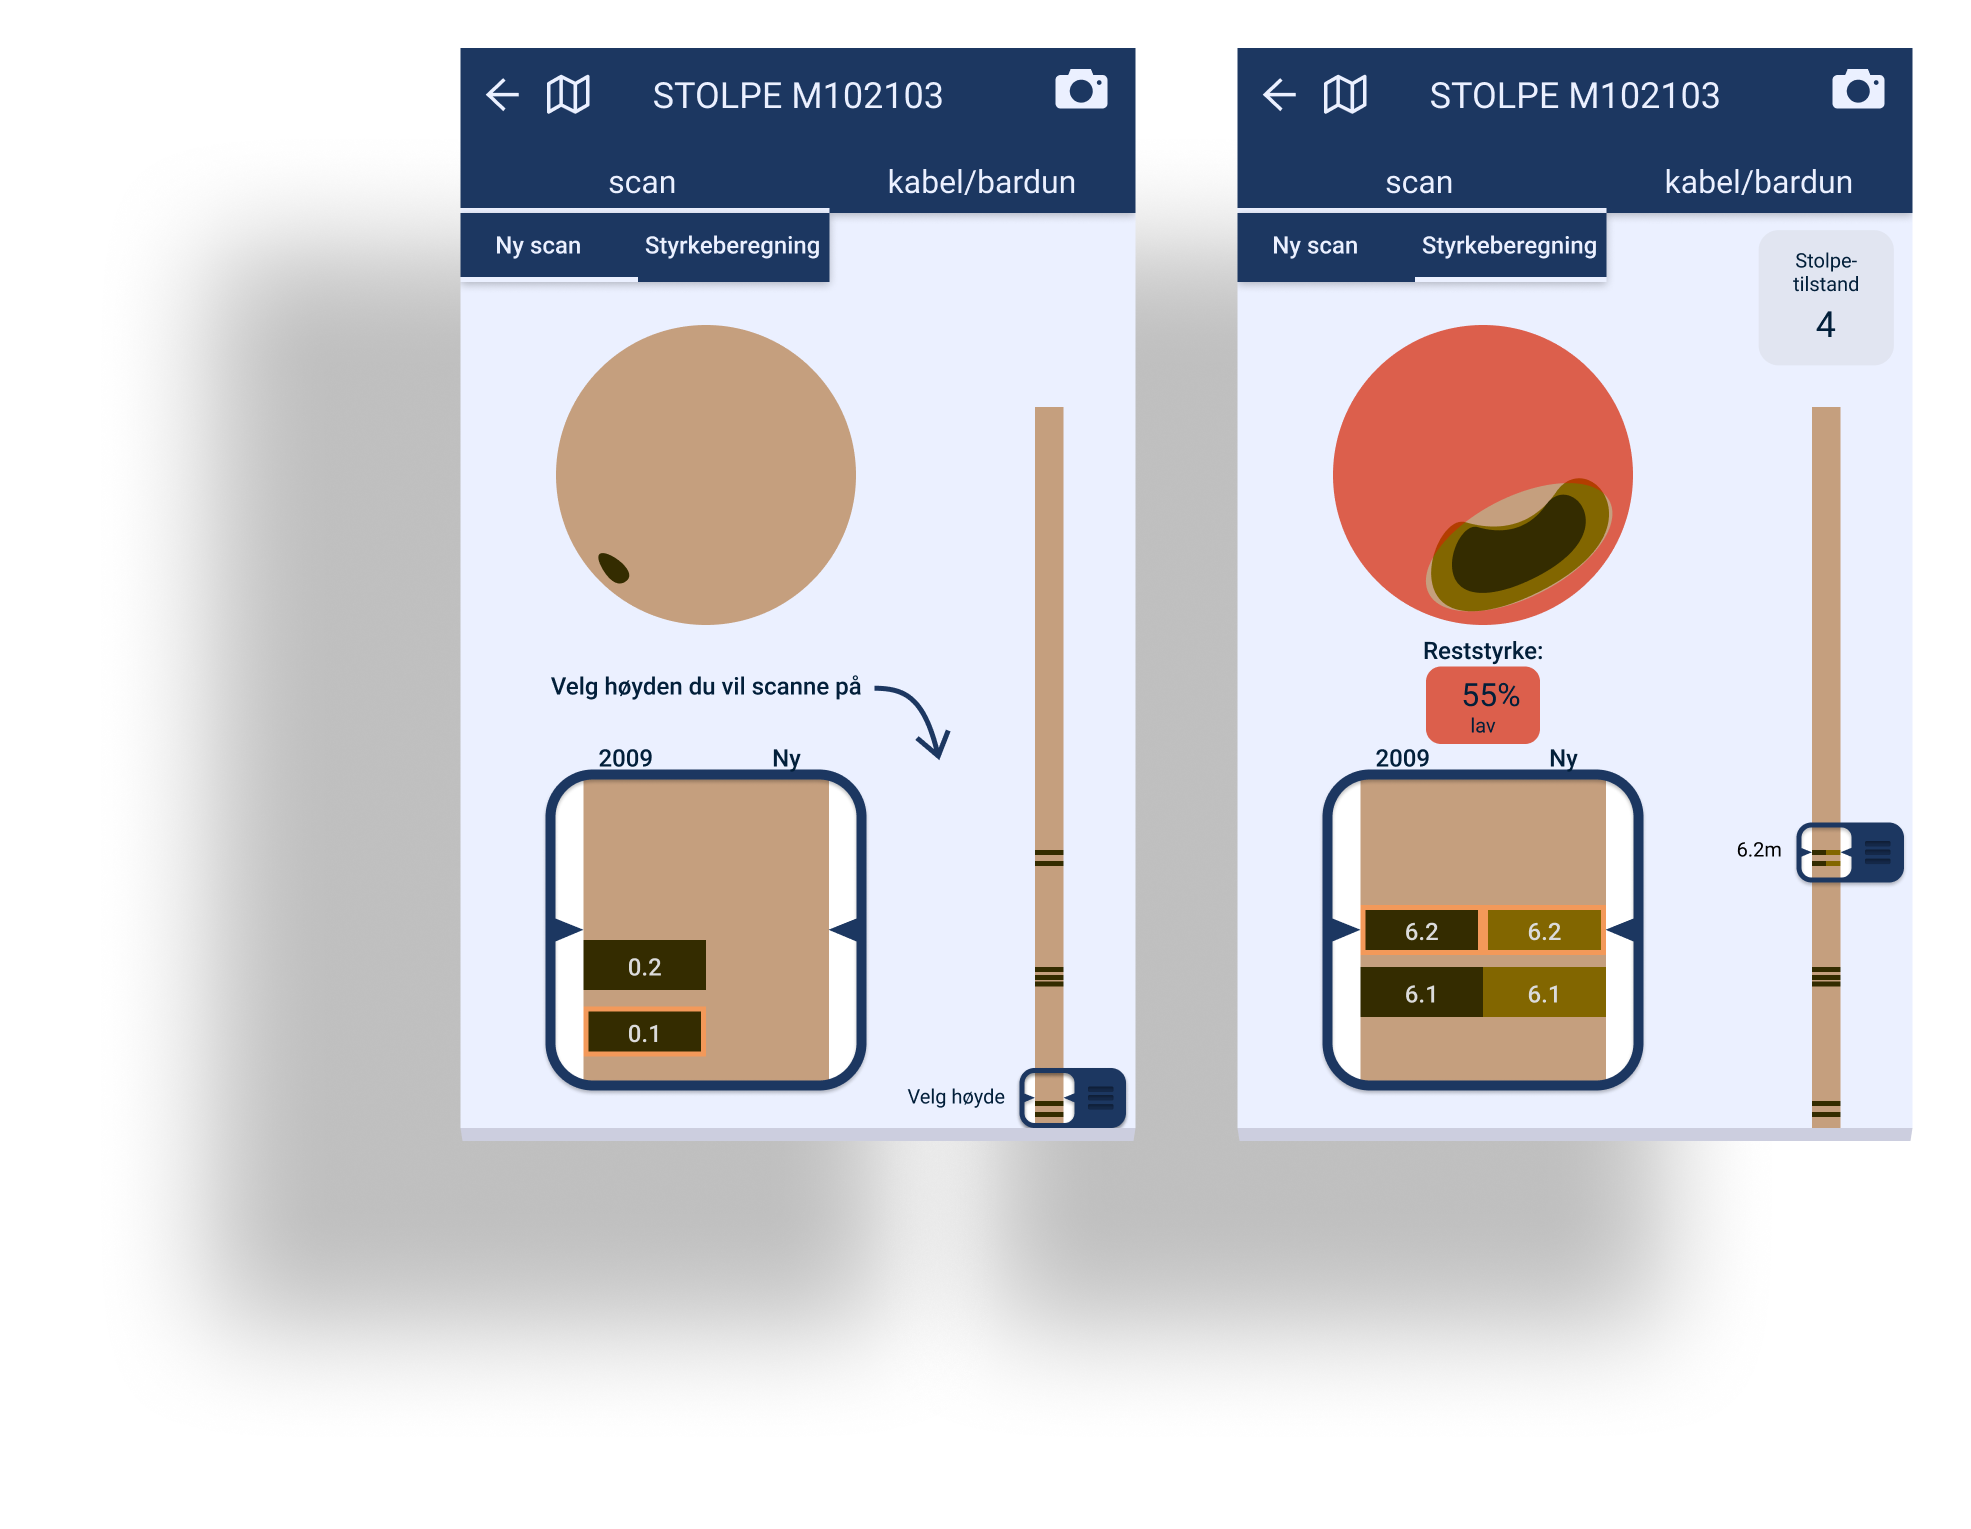 STOLPE M102103
scan
kabel/bardun
Ny scan
Styrkeberegning
Velg høyden du vil scanne på
2009
Ny
0.2
0.1
Velg høyde
STOLPE M102103
scan
kabel/bardun
Ny scan
Styrkeberegning
Stolpe-
tilstand
4
Reststyrke:
55%
lav
2009
Ny
6.2m
6.2
6.2
6.1
6.1